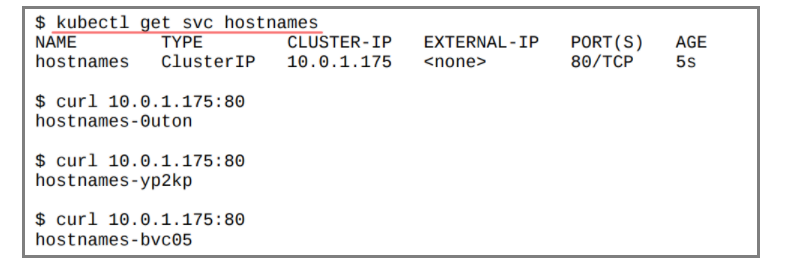 $ kubectl get svc hostnames
NAME TYPE CLUSTER-IP EXTERNAL-IP PORT(S) AGE
hostnames ClusterIP 10.0.1.175 <none> 80/TCP 5s
$ curl 10.0.1.175:80
hostnames-0uton
$ curl 10.0.1.175:80
hostnames-yp2kp
$ curl 10.0.1.175:80
hostnames-bvc05